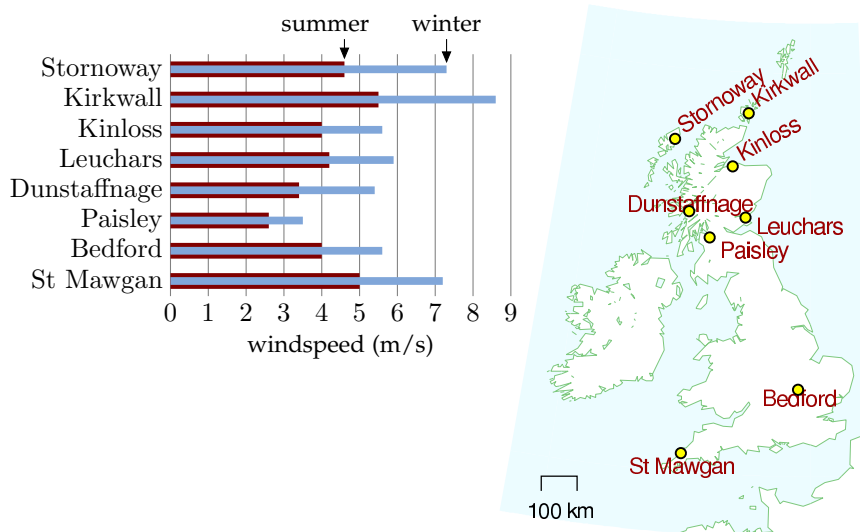 summer winter
Stornoway
Kirkwall
Kinloss
Leuchars
Dunstaffnage
Paisley
Bedford
St Mawgan
0 1 2 3 4 5 6 7 8 9
windspeed (m/s)
Stornoway
Kirkwall
Kinloss
Dunstaffnage
Leuchars
Paisley
Bedford
St Mawgan
100 km